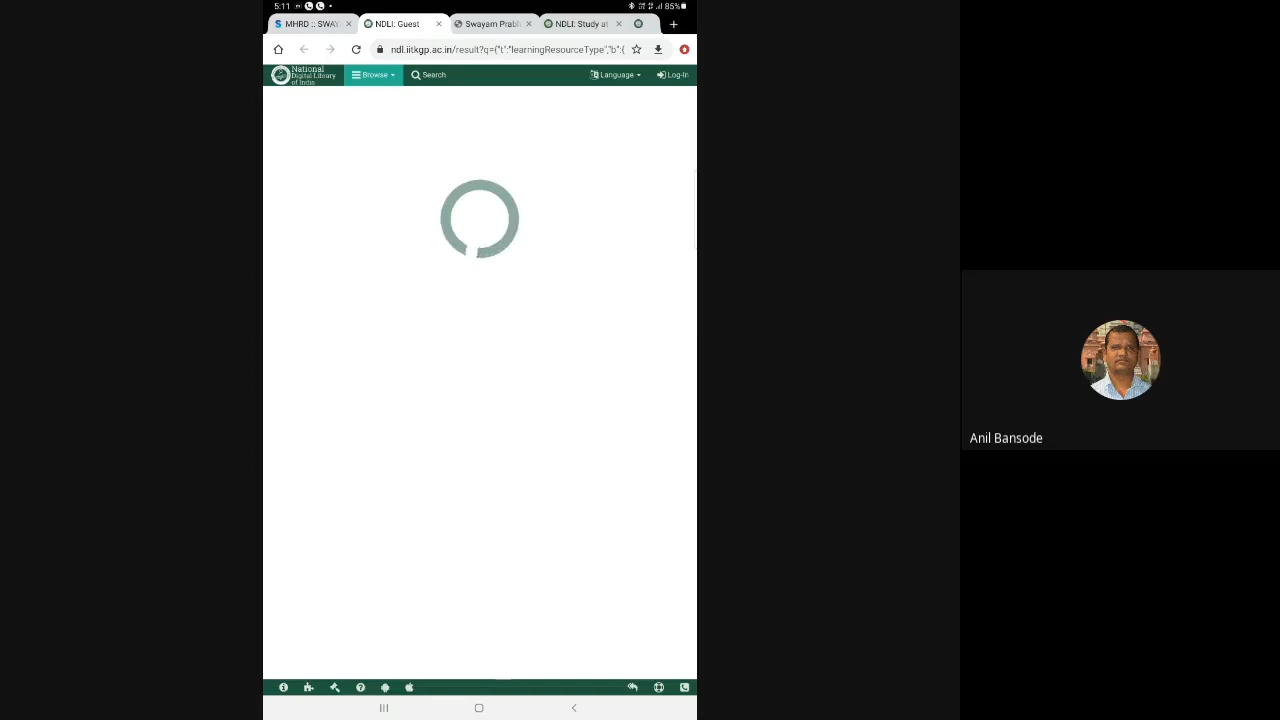 5:11
85%
MHRD :: SWAY
NDLI: Guest
Swayam Prabh
NDLI: Study at
ndl.iitkgp.ac.in/result?q={"t":"learningResourceType","b":{
National
Digital Library
of India
Browse
Search
Language
Log-In
Anil Bansode